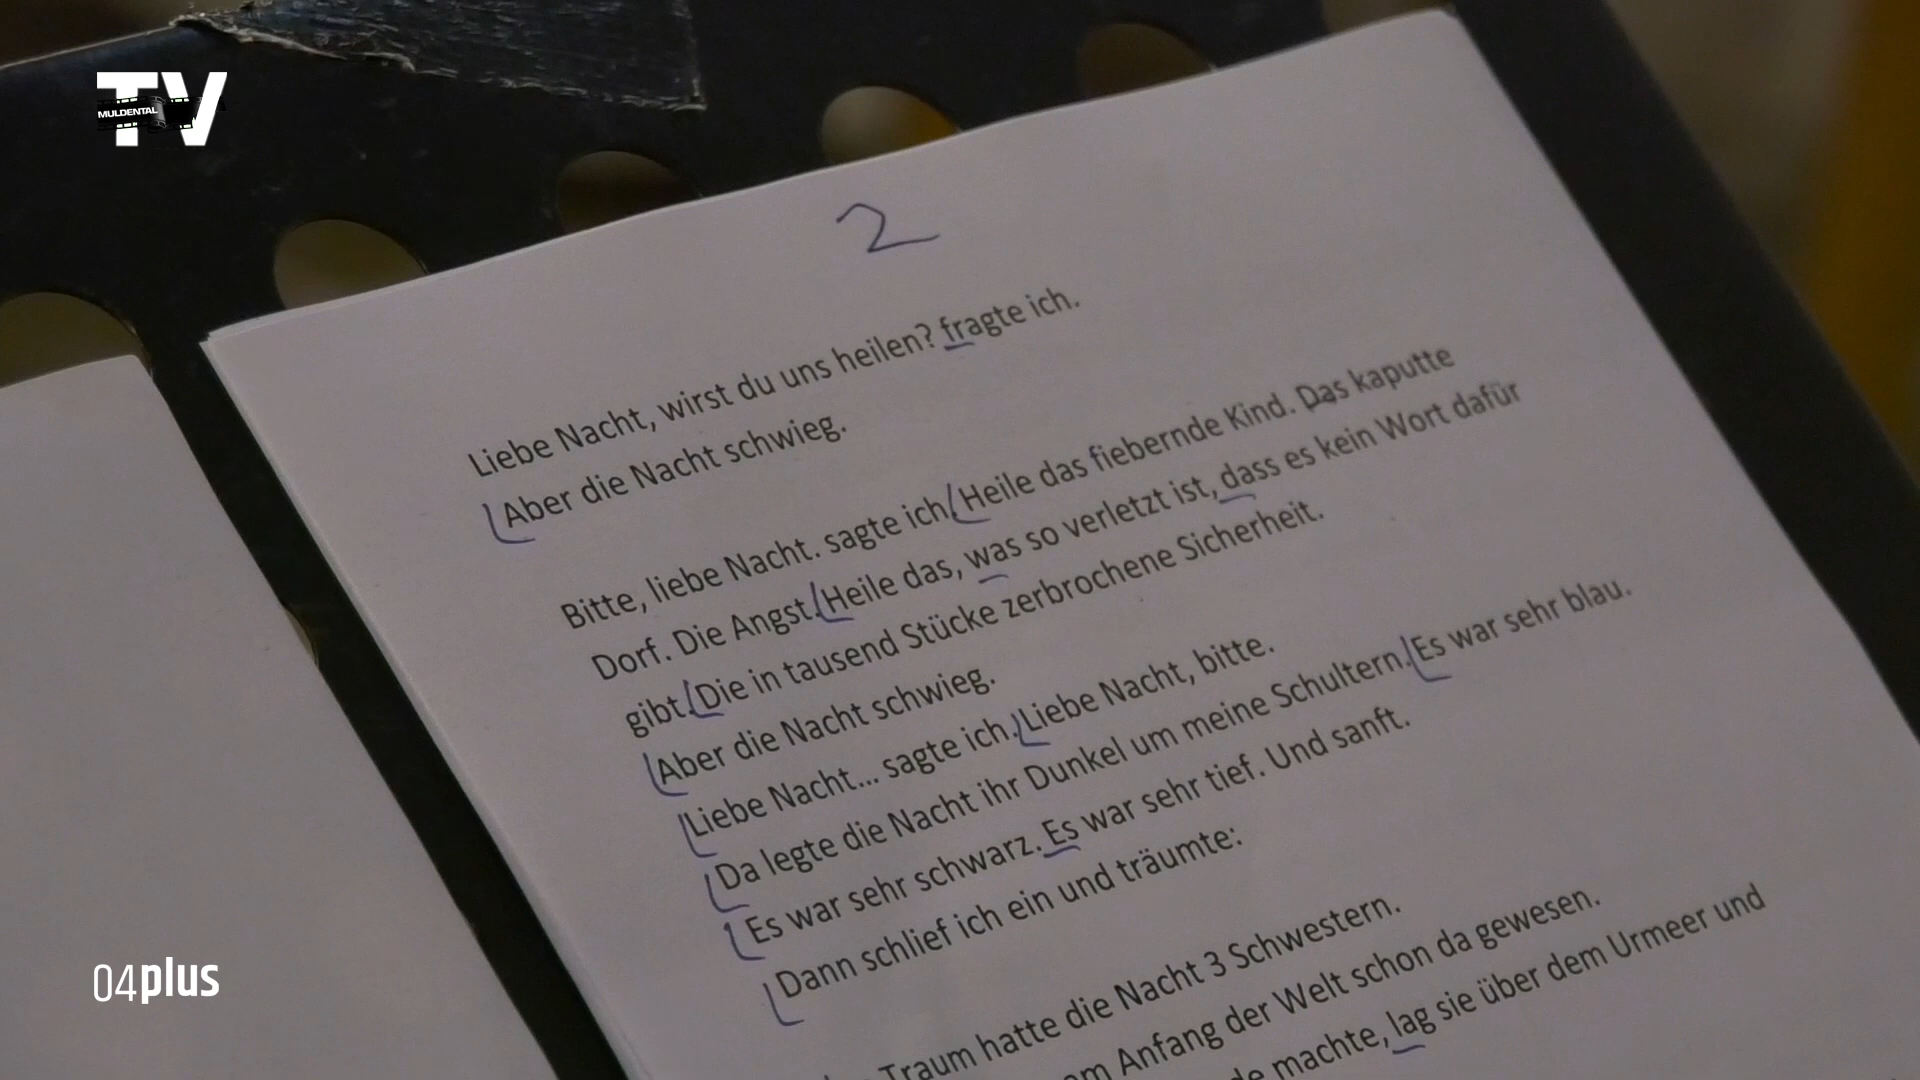 TV
MULDENTAL
2
Liebe Nacht, wirst du uns heilen? fragte ich.
Aber die Nacht schwieg.
Bitte, liebe Nacht. sagte ich. Heile das fiebernde Kind. Das kaputte
Dorf. Die Angst. Heile das, was so verletzt ist, dass es kein Wort dafür
gibt. Die in tausend Stücke zerbrochene Sicherheit.
Aber die Nacht schwieg.
Liebe Nacht... sagte ich. Liebe Nacht, bitte.
Da legte die Nacht ihr Dunkel um meine Schultern. Es war sehr blau.
Es war sehr schwarz. Es war sehr tief. Und sanft.
Dann schlief ich ein und träumte:
Traum hatte die Nacht 3 Schwestern.
Anfang der Welt schon da gewesen.
machte, lag sie über dem Urmeer und
04plus